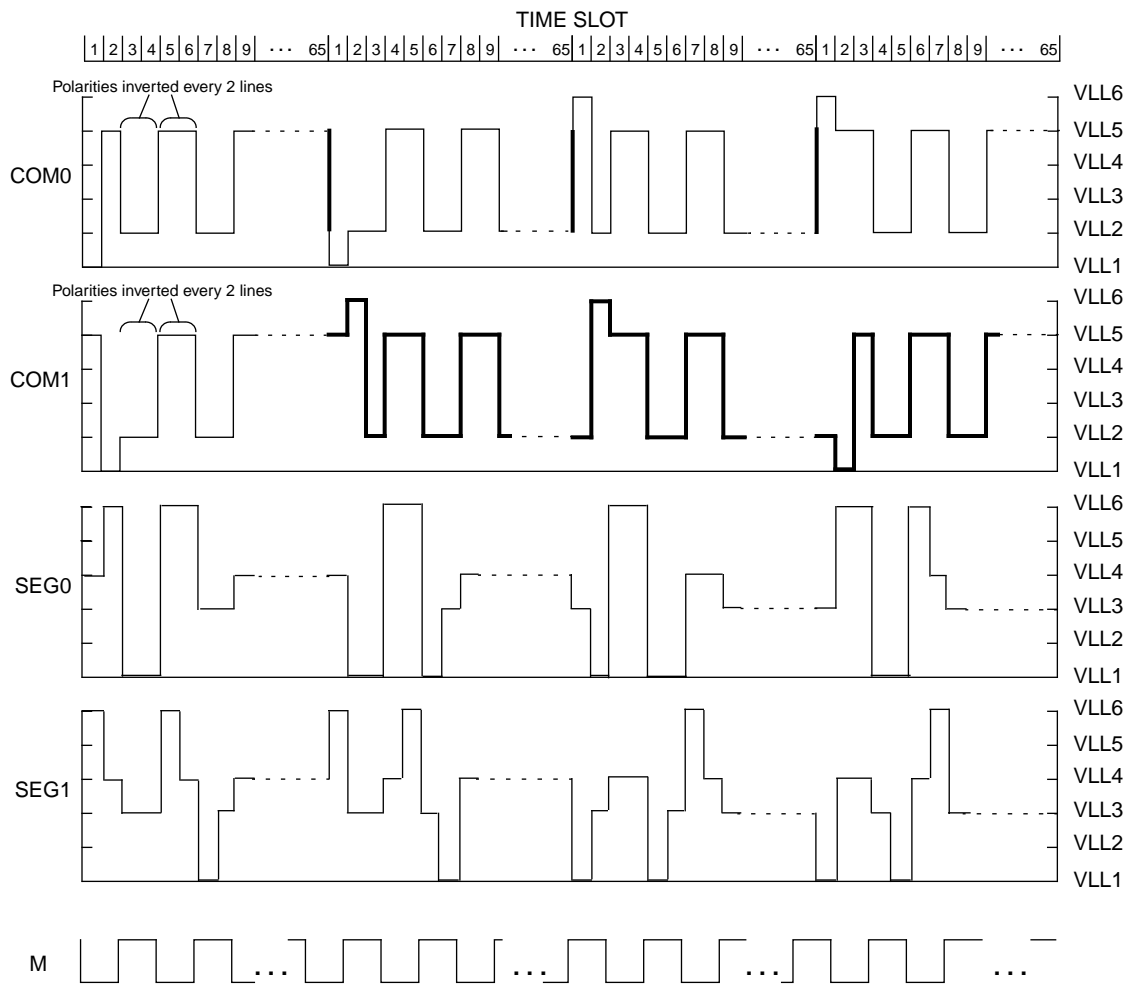 TIME SLOT
1 2 3 4 5 6 7 8 9 ... 65 1 2 3 4 5 6 7 8 9 ... 65 1 2 3 4 5 6 7 8 9 ... 65 1 2 3 4 5 6 7 8 9 ... 65
Polarities inverted every 2 lines
COM0
VLL6
VLL5
VLL4
VLL3
VLL2
VLL1
Polarities inverted every 2 lines
COM1
VLL6
VLL5
VLL4
VLL3
VLL2
VLL1
SEG0
VLL6
VLL5
VLL4
VLL3
VLL2
VLL1
SEG1
VLL6
VLL5
VLL4
VLL3
VLL2
VLL1
M ... ... ... ...